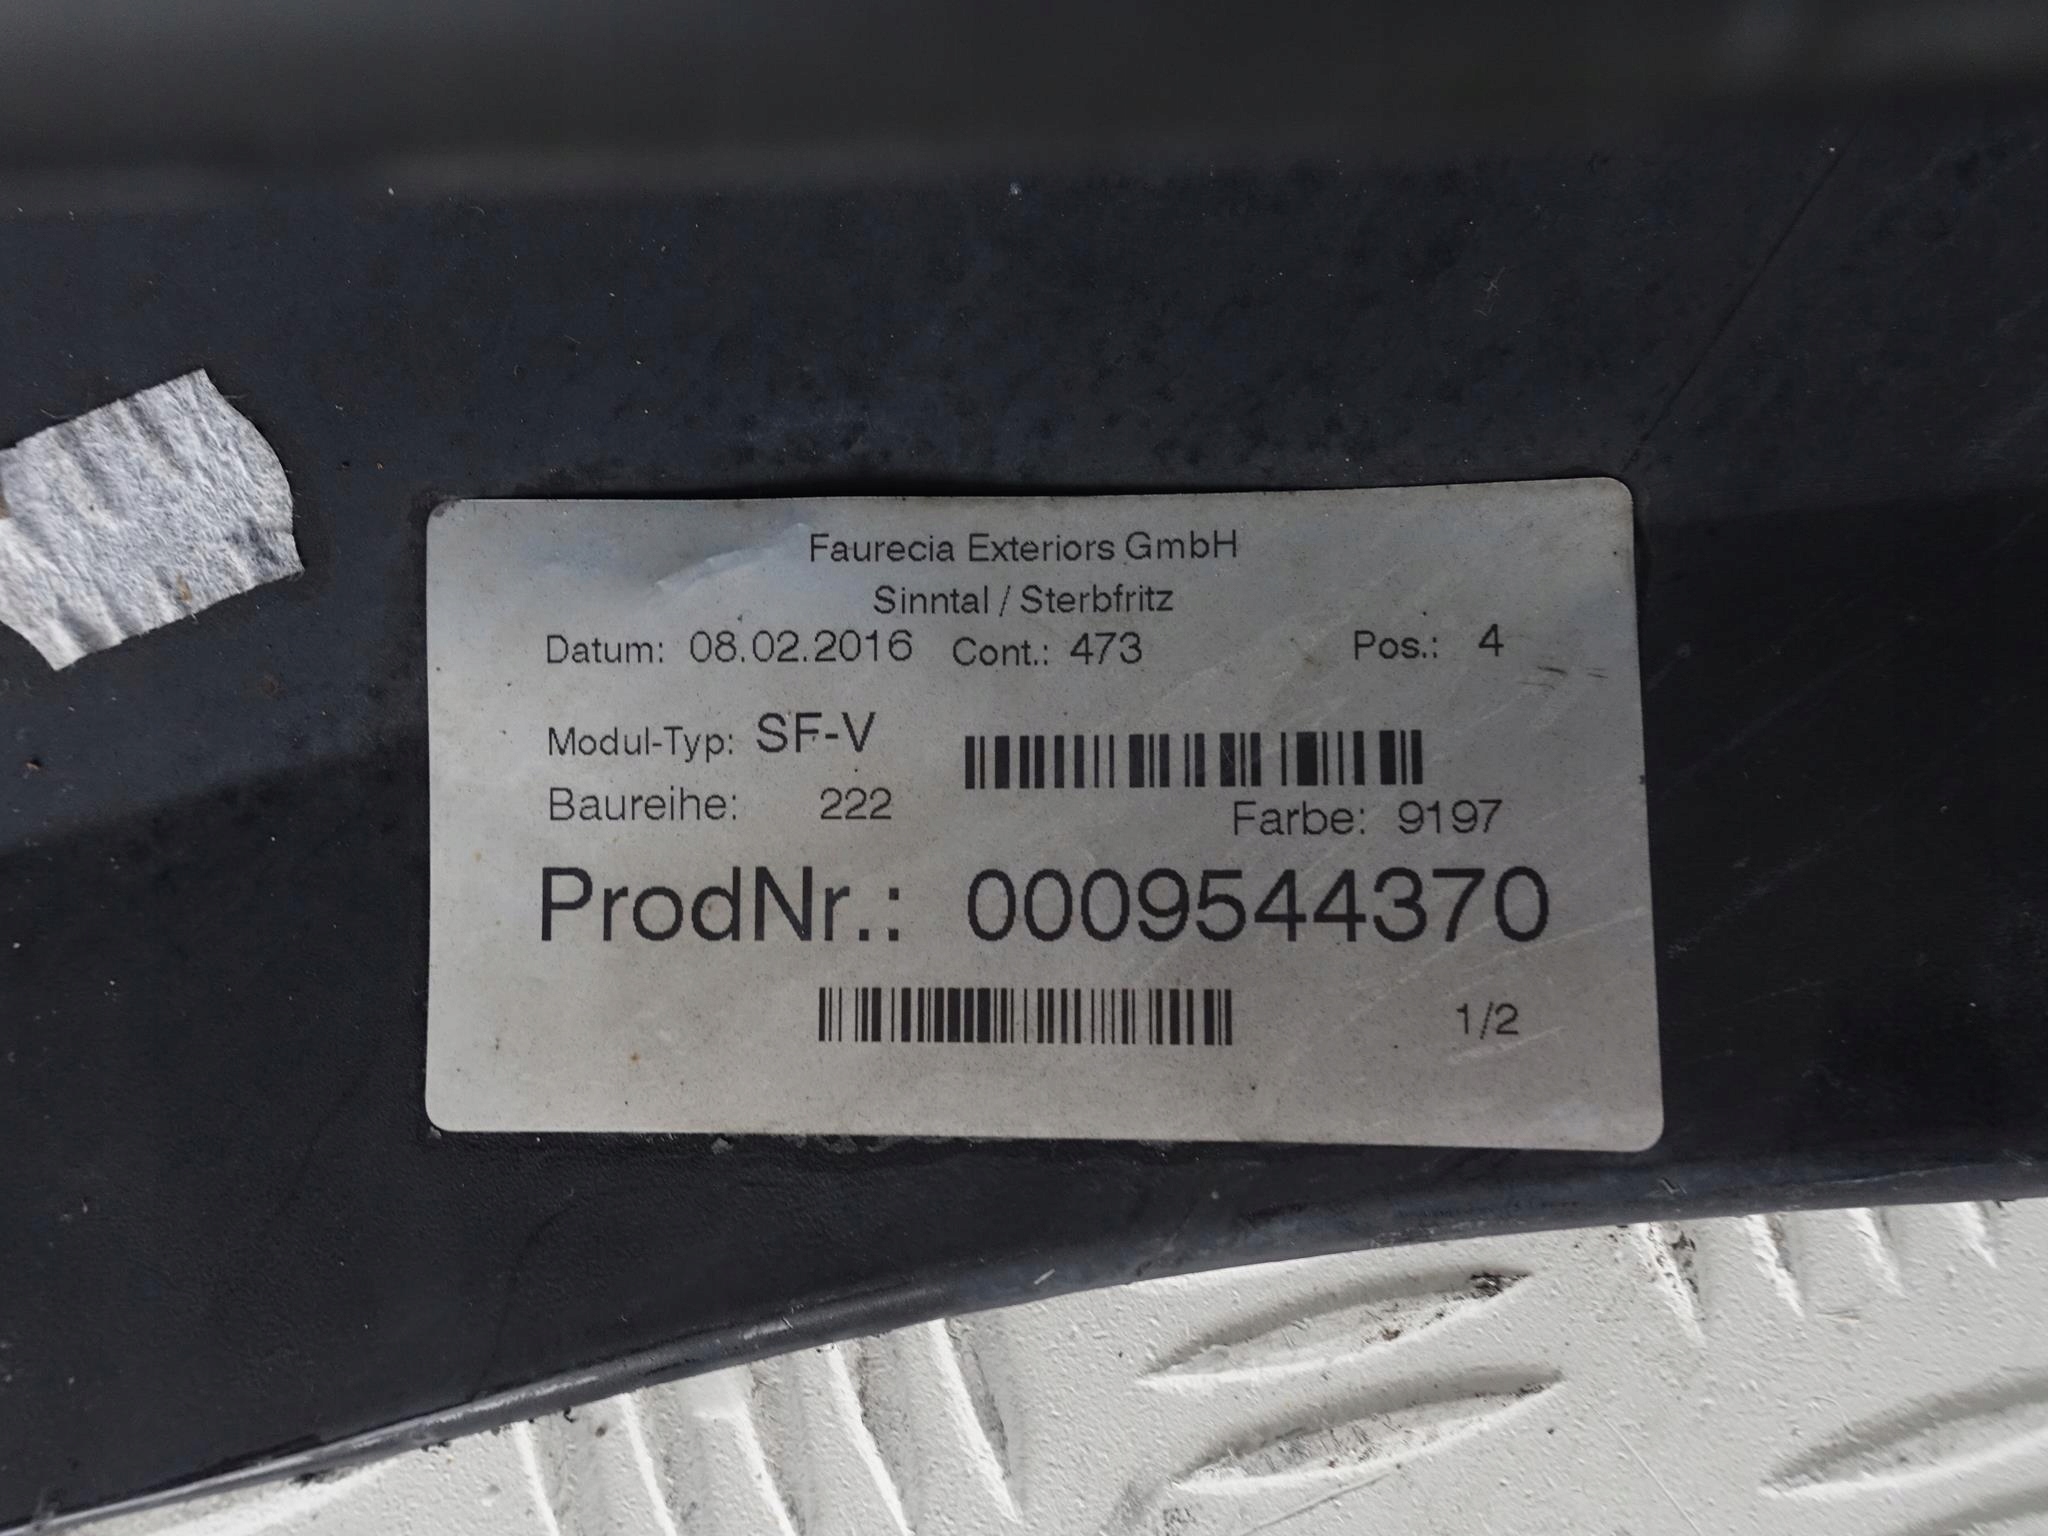 Faurecia Exteriors GmbH
Sinntal / Sterbfritz
Datum: 08.02.2016 Cont.: 473 Pos.: 4
Modul-Typ: SF-V
Baureihe: 222 Farbe: 9197
ProdNr.: 0009544370
1/2